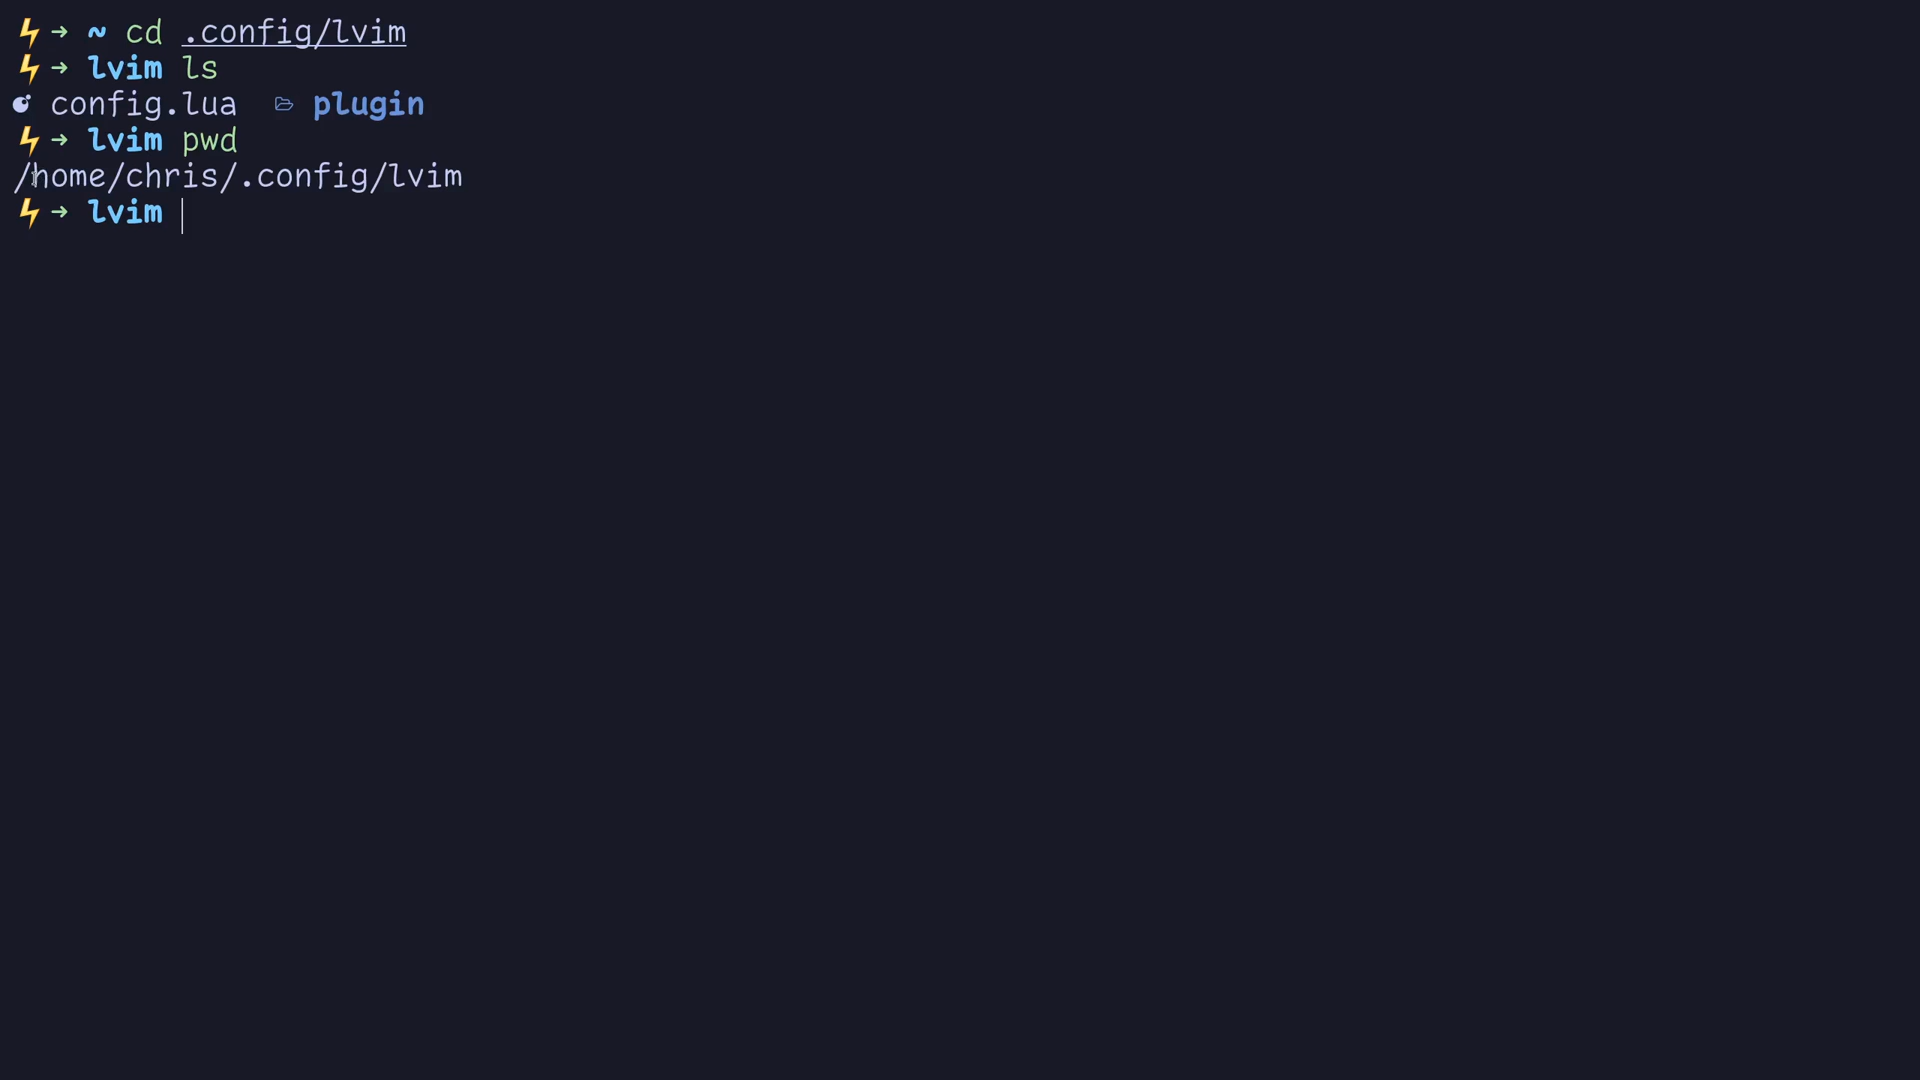 ⚡→ ~ cd .config/lvim
⚡→ lvim ls
config.lua plugin
⚡→ lvim pwd
/home/chris/.config/lvim
⚡→ lvim